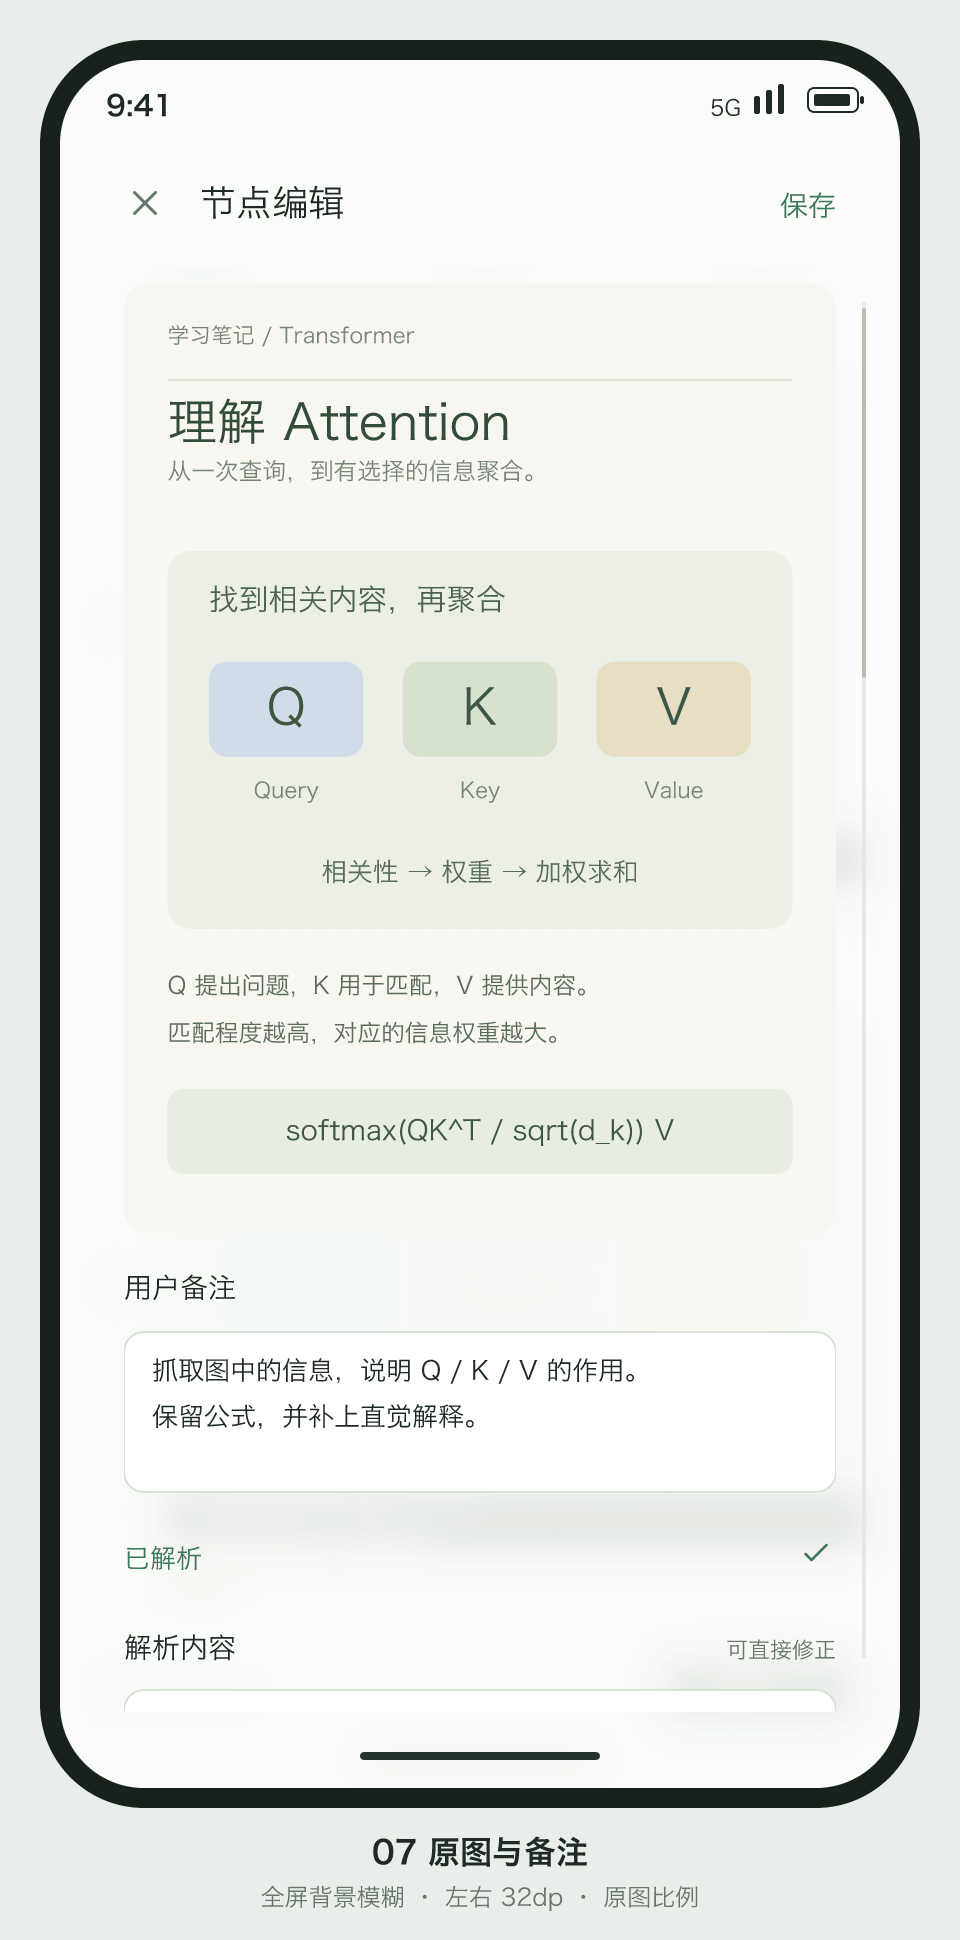 9:41
5G
节点编辑
保存
学习笔记 / Transformer
理解 Attention
从一次查询，到有选择的信息聚合。
找到相关内容，再聚合
Q
K
V
Query
Key
Value
相关性 → 权重 → 加权求和
Q 提出问题，K 用于匹配，V 提供内容。
匹配程度越高，对应的信息权重越大。
softmax(QK^T / sqrt(d_k)) V
用户备注
抓取图中的信息，说明 Q / K / V 的作用。
保留公式，并补上直觉解释。
已解析
解析内容
可直接修正
07 原图与备注
全屏背景模糊 · 左右 32dp · 原图比例